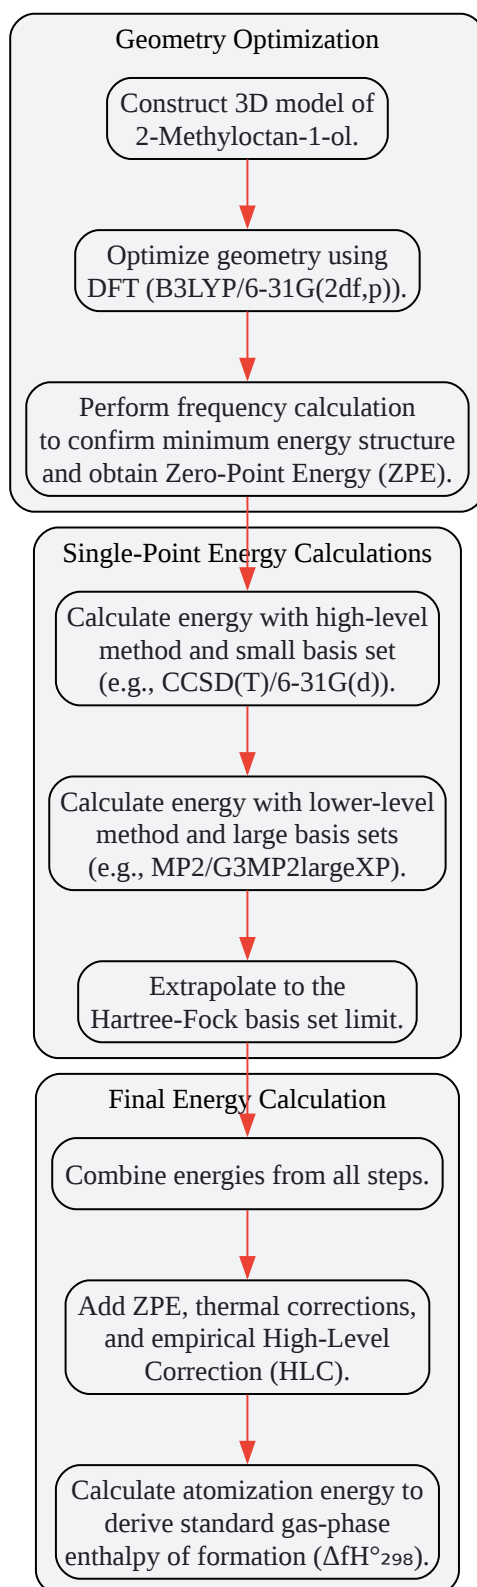 Geometry Optimization
Construct 3D model of
2-Methyloctan-1-ol.
Optimize geometry using
DFT (B3LYP/6-31G(2df,p)).
Perform frequency calculation
to confirm minimum energy structure
and obtain Zero-Point Energy (ZPE).
Single-Point Energy Calculations
Calculate energy with high-level
method and small basis set
(e.g., CCSD(T)/6-31G(d)).
Calculate energy with lower-level
method and large basis sets
(e.g., MP2/G3MP2largeXP).
Extrapolate to the
Hartree-Fock basis set limit.
Final Energy Calculation
Combine energies from all steps.
Add ZPE, thermal corrections,
and empirical High-Level
Correction (HLC).
Calculate atomization energy to
derive standard gas-phase
enthalpy of formation (ΔfH°₂₉₈).